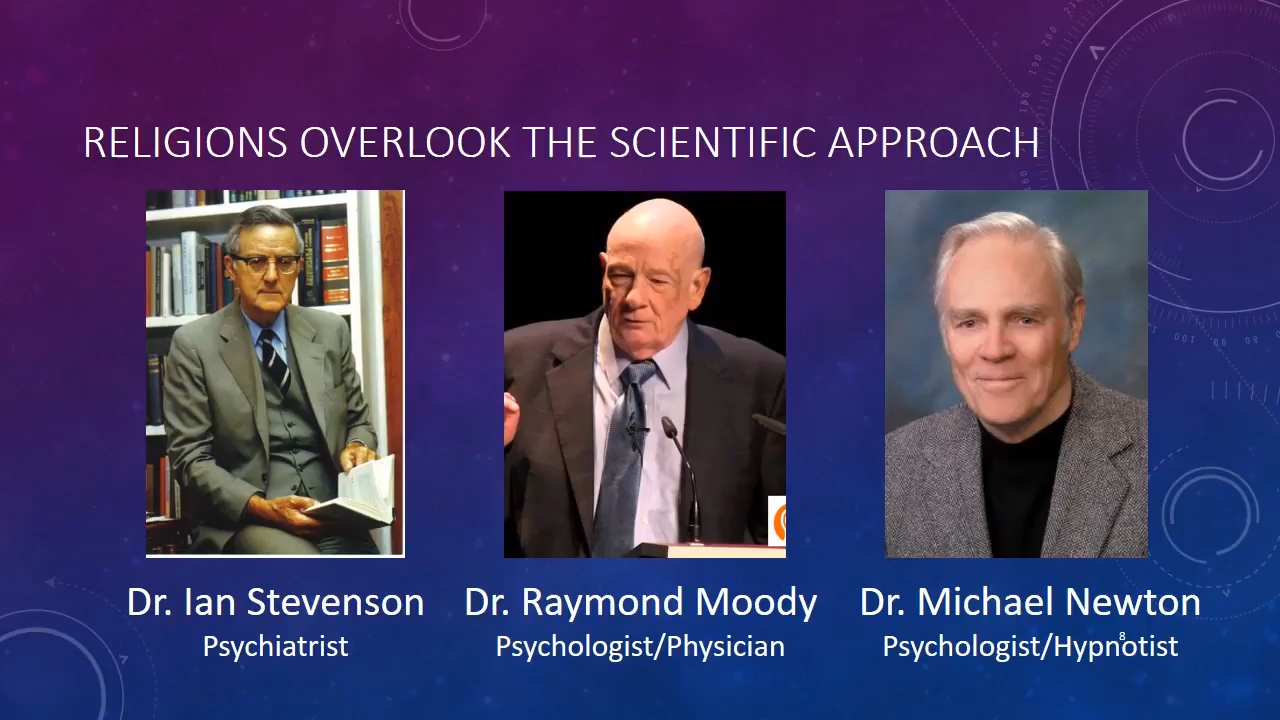 RELIGIONS OVERLOOK THE SCIENTIFIC APPROACH
Dr. Ian Stevenson
Psychiatrist
Dr. Raymond Moody
Psychologist/Physician
Dr. Michael Newton
Psychologist/Hypnotist
8